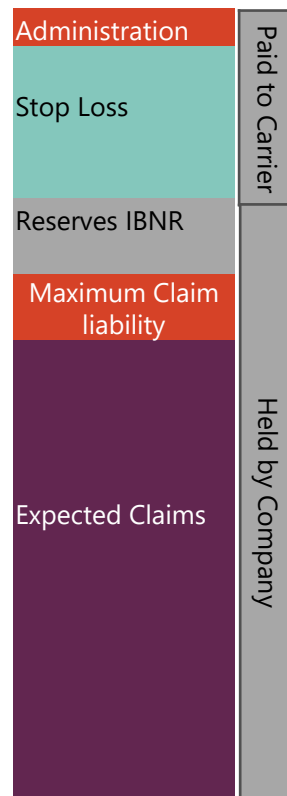 Administration
Stop Loss
Reserves IBNR
Maximum Claim
liability
Expected Claims
Paid to Carrier
Held by Company